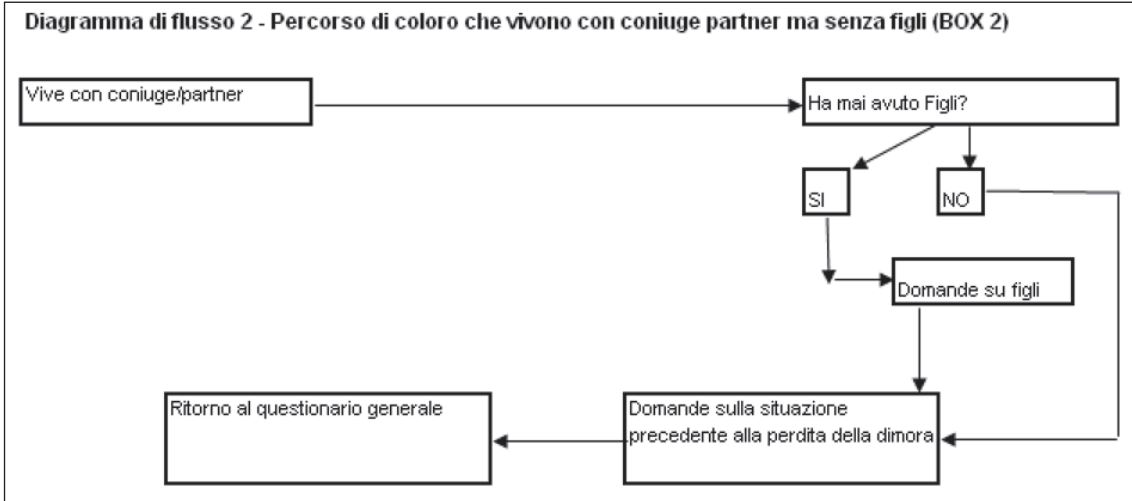 Diagramma di flusso 2 - Percorso di coloro che vivono con coniuge partner ma senza figli (BOX 2)
Vive con coniuge/partner
Ha mai avuto Figli?
SI
NO
Domande su figli
Ritorno al questionario generale
Domande sulla situazione
precedente alla perdita della dimora